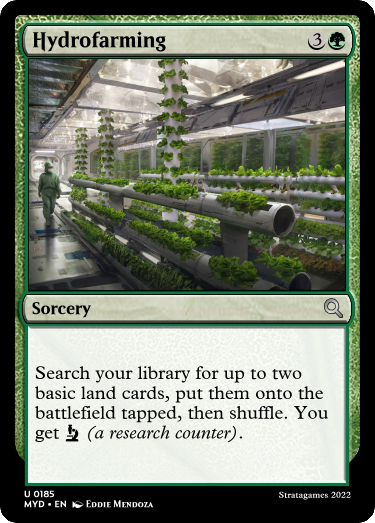 Hydrofarming 3
Sorcery
Search your library for up to two
basic land cards, put them onto the
battlefield tapped, then shuffle. You
get (a research counter).
U 0185
MYD • EN Eddie Mendoza
Stratagames 2022